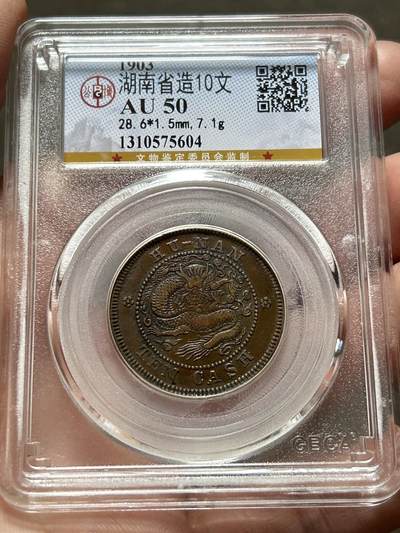 1903
湖南省造10文
AU 50
28.6*1.5mm,7.1g
1310575604
★ 文物鉴定委员会监制 ★
HU-NAN
TEN CASH
GBCA